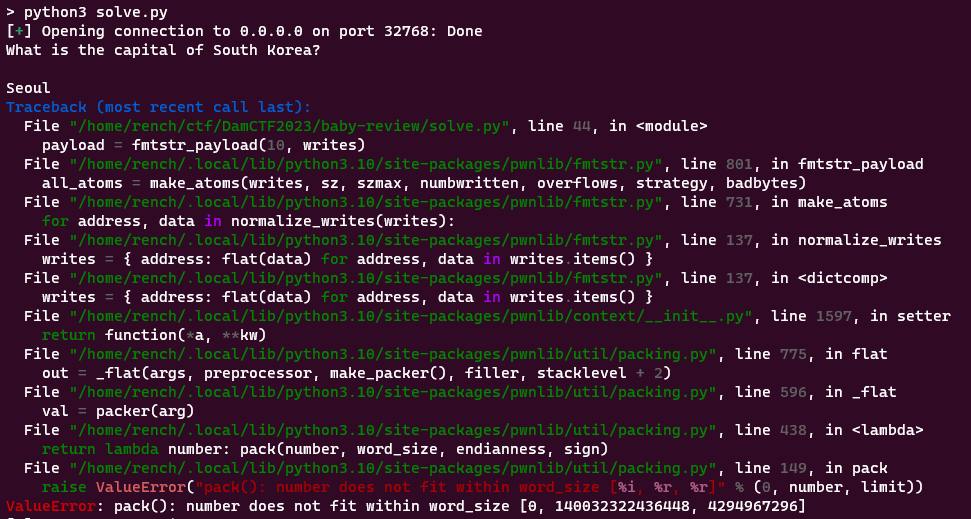 > python3 solve.py
[+] Opening connection to 0.0.0.0 on port 32768: Done
What is the capital of South Korea?

Seoul
Traceback (most recent call last):
  File "/home/rench/ctf/DamCTF2023/baby-review/solve.py", line 44, in <module>
    payload = fmtstr_payload(10, writes)
  File "/home/rench/.local/lib/python3.10/site-packages/pwnlib/fmtstr.py", line 801, in fmtstr_payload
    all_atoms = make_atoms(writes, sz, szmax, numbwritten, overflows, strategy, badbytes)
  File "/home/rench/.local/lib/python3.10/site-packages/pwnlib/fmtstr.py", line 731, in make_atoms
    for address, data in normalize_writes(writes):
  File "/home/rench/.local/lib/python3.10/site-packages/pwnlib/fmtstr.py", line 137, in normalize_writes
    writes = { address: flat(data) for address, data in writes.items() }
  File "/home/rench/.local/lib/python3.10/site-packages/pwnlib/fmtstr.py", line 137, in <dictcomp>
    writes = { address: flat(data) for address, data in writes.items() }
  File "/home/rench/.local/lib/python3.10/site-packages/pwnlib/context/__init__.py", line 1597, in setter
    return function(*a, **kw)
  File "/home/rench/.local/lib/python3.10/site-packages/pwnlib/util/packing.py", line 775, in flat
    out = _flat(args, preprocessor, make_packer(), filler, stacklevel + 2)
  File "/home/rench/.local/lib/python3.10/site-packages/pwnlib/util/packing.py", line 596, in _flat
    val = packer(arg)
  File "/home/rench/.local/lib/python3.10/site-packages/pwnlib/util/packing.py", line 438, in <lambda>
    return lambda number: pack(number, word_size, endianness, sign)
  File "/home/rench/.local/lib/python3.10/site-packages/pwnlib/util/packing.py", line 149, in pack
    raise ValueError("pack(): number does not fit within word_size [%i, %r, %r]" % (0, number, limit))
ValueError: pack(): number does not fit within word_size [0, 140032322436448, 4294967296]